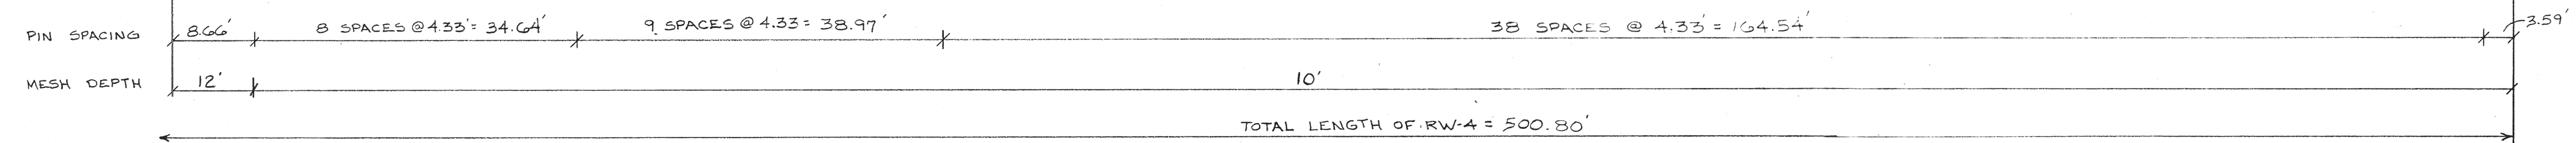 PIN SPACING 8.66' 8 SPACES @ 4.33' = 34.64' 9 SPACES @ 4.33 = 38.97' 38 SPACES @ 4.33' = 164.54' 3.59'
MESH DEPTH 12' 10'
TOTAL LENGTH OF RW-4 = 500.80'